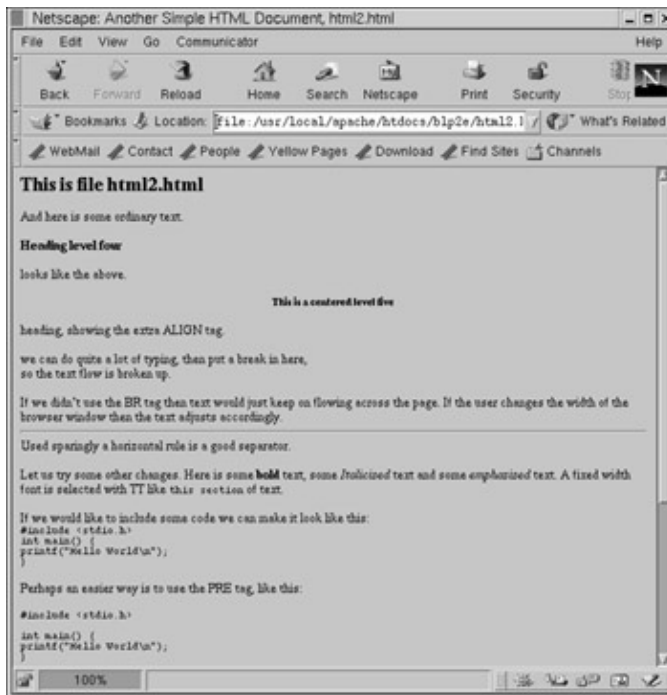 Netscape: Another Simple HTML Document, html2.html
File Edit View Go Communicator Help
Back Forward Reload Home Search Netscape Print Security Stop N
Bookmarks Location: file:/usr/local/apache/htdocs/blp2e/html2. What's Related
WebMail Contact People Yellow Pages Download Find Sites Channels
This is file html2.html
And here is some ordinary text.
Heading level four
looks like the above.
This is a centered level five
heading, showing the extra ALIGN tag.
we can do quite a lot of typing, then put a break in here,
so the text flow is broken up.
If we didn't use the BR tag then text would just keep on flowing across the page. If the user changes the width of the
browser window then the text adjusts accordingly.
Used sparingly a horizontal rule is a good separator.
Let us try some other changes. Here is some bold text, some Italicized text and some emphasized text. A fixed width
font is selected with TT like this section of text.
If we would like to include some code we can make it look like this:
#include <stdio.h>
int main() {
printf("Hello World\n");
}
Perhaps an easier way is to use the PRE tag, like this:
#include <stdio.h>
int main() {
printf("Hello World\n");
}
100%